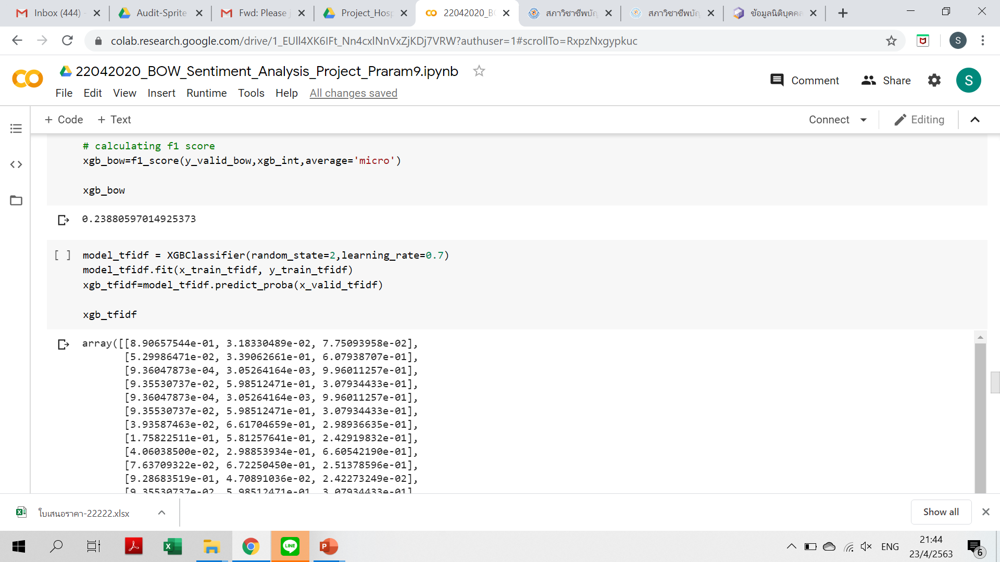 Inbox (444) -
Audit-Sprite
Fwd: Please j
Project_Hosp
22042020_BO
สภาวิชาชีพบัญ
สภาวิชาชีพบัญ
ข้อมูลนิติบุคคล
colab.research.google.com/drive/1_EUll4XK6IFt_Nn4cxlNnVxZjKDj7VRW?authuser=1#scrollTo=RxpzNxgypkuc
S
22042020_BOW_Sentiment_Analysis_Project_Praram9.ipynb
Comment
Share
S
File Edit View Insert Runtime Tools Help All changes saved
+ Code + Text
Connect
Editing
# calculating f1 score
xgb_bow=f1_score(y_valid_bow,xgb_int,average='micro')
xgb_bow
0.23880597014925373
[ ] model_tfidf = XGBClassifier(random_state=2,learning_rate=0.7)
model_tfidf.fit(x_train_tfidf, y_train_tfidf)
xgb_tfidf=model_tfidf.predict_proba(x_valid_tfidf)
xgb_tfidf
array([[8.90657544e-01, 3.18330489e-02, 7.75093958e-02],
[5.29986471e-02, 3.39062661e-01, 6.07938707e-01],
[9.36047873e-04, 3.05264164e-03, 9.96011257e-01],
[9.35530737e-02, 5.98512471e-01, 3.07934433e-01],
[9.36047873e-04, 3.05264164e-03, 9.96011257e-01],
[9.35530737e-02, 5.98512471e-01, 3.07934433e-01],
[3.93587463e-02, 6.61704659e-01, 2.98936635e-01],
[1.75822511e-01, 5.81257641e-01, 2.42919832e-01],
[4.06038500e-02, 2.98853934e-01, 6.60542190e-01],
[7.63709322e-02, 6.72250450e-01, 2.51378596e-01],
[9.28683519e-01, 4.70891036e-02, 2.42273249e-02],
[9.35530737e-02, 5.98512471e-01, 3.07934433e-01]
ใบเสนอราคา-22222.xlsx
Show all
LINE
ENG
21:44
23/4/2563
6